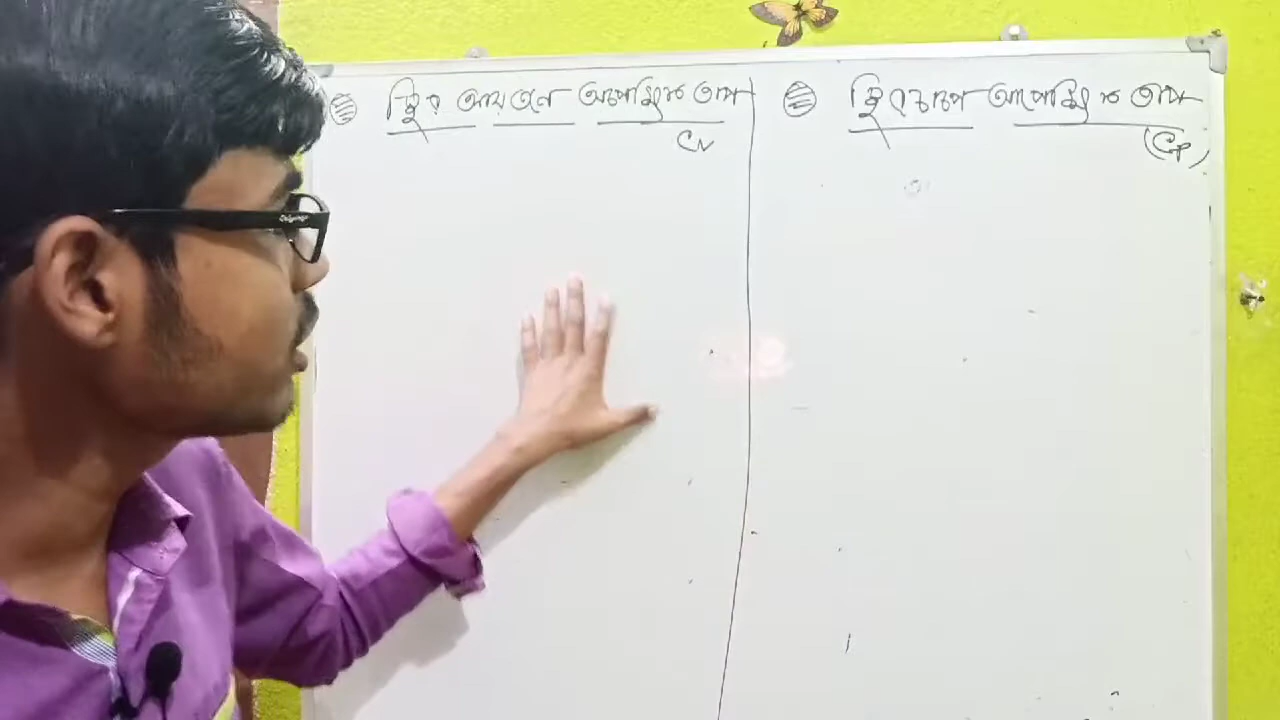 স্থির আয়তনে আপেক্ষিক তাপ
Cv
স্থির চাপে আপেক্ষিক তাপ
(Cp)